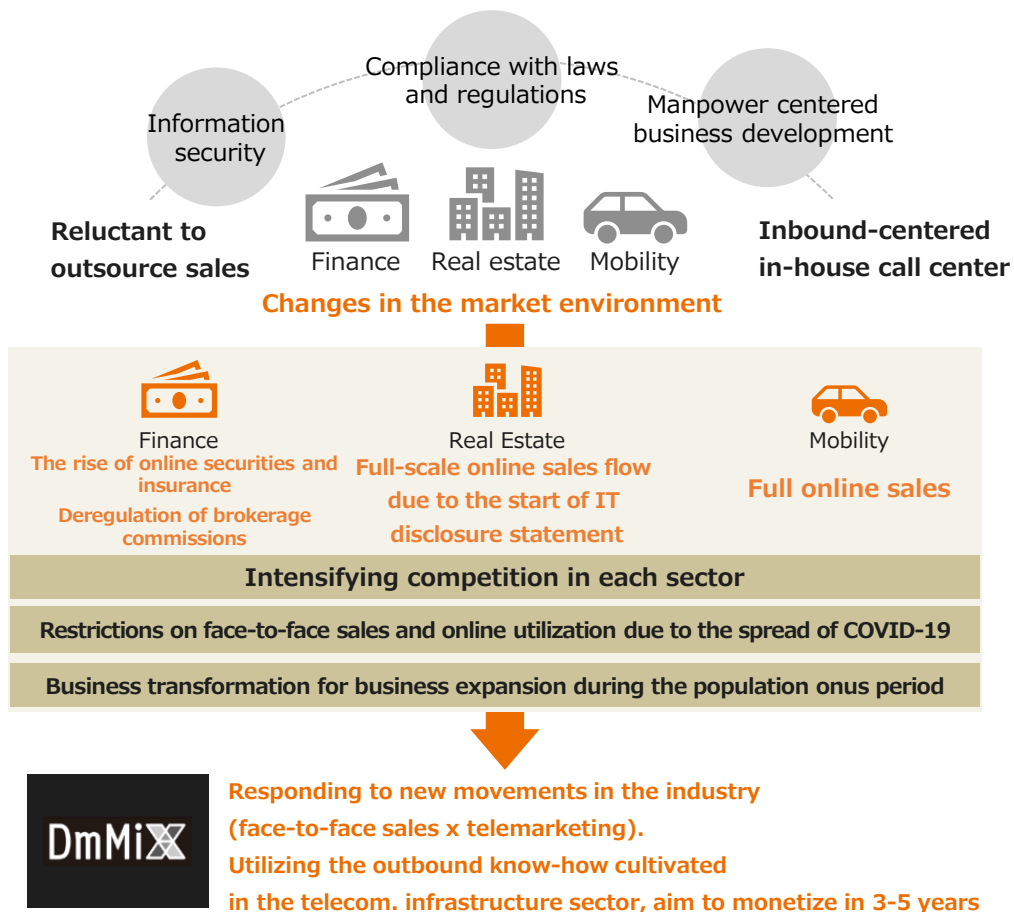 Compliance with laws
and regulations
Information
security
Manpower centered
business development
Reluctant to
outsource sales
Finance
Real estate
Mobility
Inbound-centered
in-house call center
Changes in the market environment
Finance
The rise of online securities and
insurance
Deregulation of brokerage
commissions
Real Estate
Full-scale online sales flow
due to the start of IT
disclosure statement
Mobility
Full online sales
Intensifying competition in each sector
Restrictions on face-to-face sales and online utilization due to the spread of COVID-19
Business transformation for business expansion during the population onus period
DmMiX
Responding to new movements in the industry
(face-to-face sales x telemarketing).
Utilizing the outbound know-how cultivated
in the telecom. infrastructure sector, aim to monetize in 3-5 years